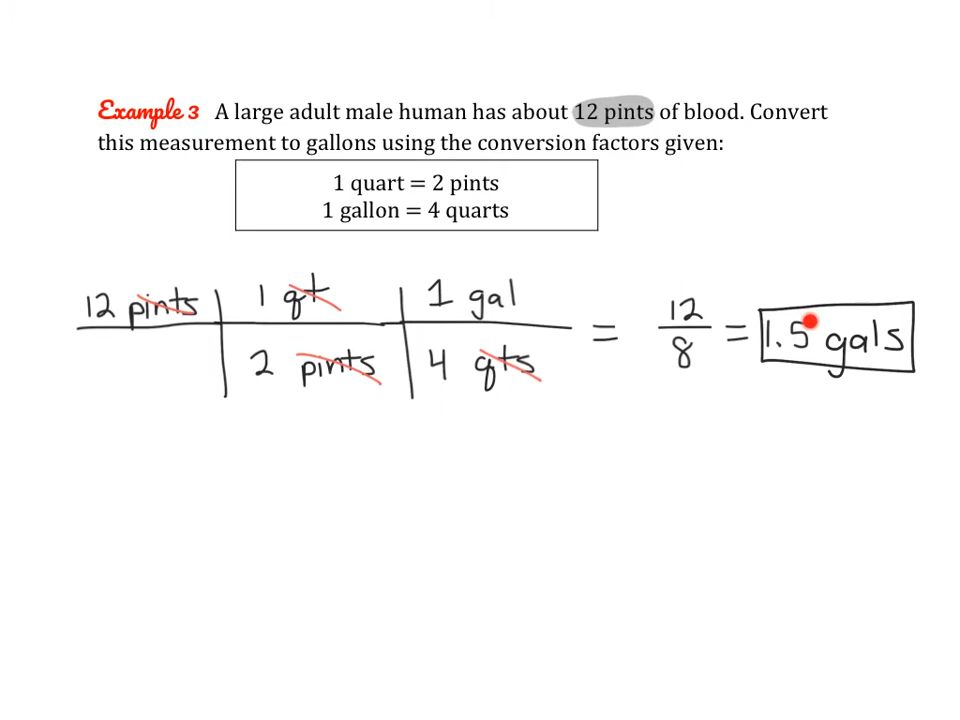 Example 3 A large adult male human has about 12 pints of blood. Convert
this measurement to gallons using the conversion factors given:
1 quart = 2 pints
1 gallon = 4 quarts
12 pints 1 qt 1 gal
2 pints 4 qts
= 12/8 = 1.5 gals